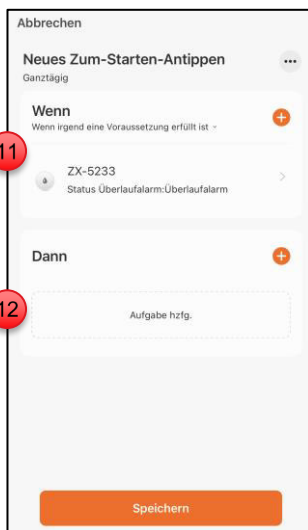 Abbrechen
Neues Zum-Starten-Antippen
Ganztägig
Wenn
Wenn irgend eine Voraussetzung erfüllt ist
11
ZX-5233
Status Überlaufalarm:Überlaufalarm
Dann
12
Aufgabe hzfg.
Speichern